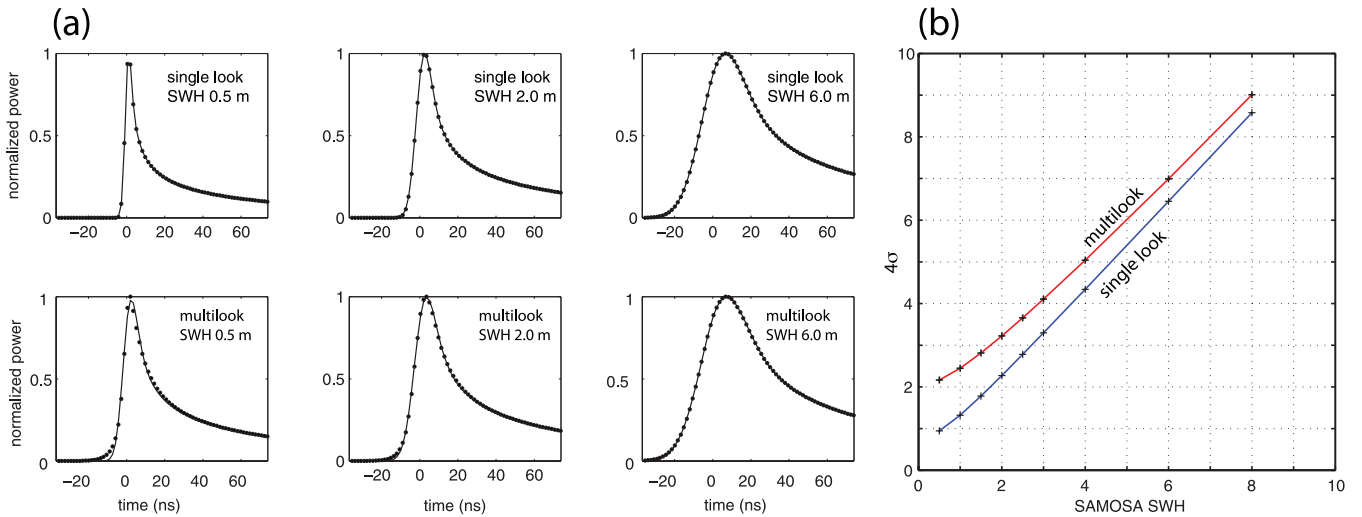 (a)
(b)
single look
SWH 0.5 m
single look
SWH 2.0 m
single look
SWH 6.0 m
normalized power
1
0.5
0
−20 0 20 40 60
1
0.5
0
−20 0 20 40 60
1
0.5
0
−20 0 20 40 60
multilook
SWH 0.5 m
multilook
SWH 2.0 m
multilook
SWH 6.0 m
normalized power
1
0.5
0
−20 0 20 40 60
time (ns)
1
0.5
0
−20 0 20 40 60
time (ns)
1
0.5
0
−20 0 20 40 60
time (ns)
10
8
6
4
2
0
4σ
multilook
single look
0 2 4 6 8 10
SAMOSA SWH